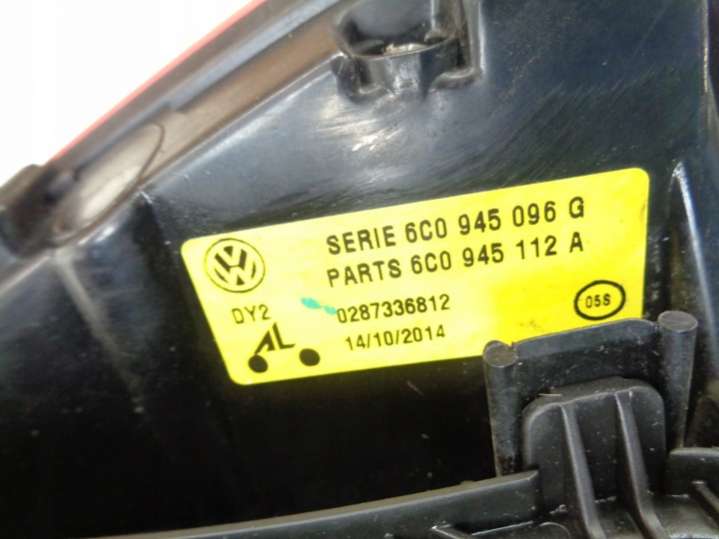 SERIE 6C0 945 096 G
PARTS 6C0 945 112 A
DY2
0287336812
05S
AL
14/10/2014